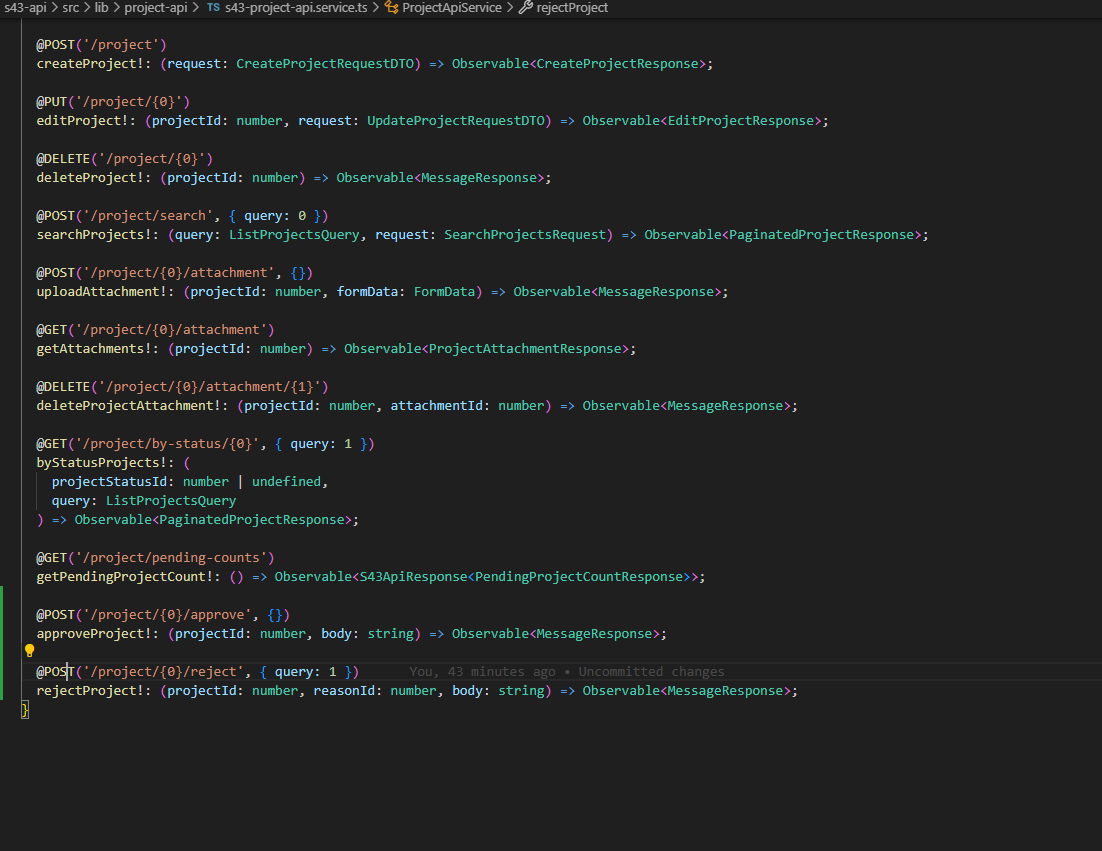 s43-api > src > lib > project-api > TS s43-project-api.service.ts > ProjectApiService > rejectProject
@POST('/project')
createProject!: (request: CreateProjectRequestDTO) => Observable<CreateProjectResponse>;
@PUT('/project/{0}')
editProject!: (projectId: number, request: UpdateProjectRequestDTO) => Observable<EditProjectResponse>;
@DELETE('/project/{0}')
deleteProject!: (projectId: number) => Observable<MessageResponse>;
@POST('/project/search', { query: 0 })
searchProjects!: (query: ListProjectsQuery, request: SearchProjectsRequest) => Observable<PaginatedProjectResponse>;
@POST('/project/{0}/attachment', {})
uploadAttachment!: (projectId: number, formData: FormData) => Observable<MessageResponse>;
@GET('/project/{0}/attachment')
getAttachments!: (projectId: number) => Observable<ProjectAttachmentResponse>;
@DELETE('/project/{0}/attachment/{1}')
deleteProjectAttachment!: (projectId: number, attachmentId: number) => Observable<MessageResponse>;
@GET('/project/by-status/{0}', { query: 1 })
byStatusProjects!: (
projectStatusId: number | undefined,
query: ListProjectsQuery
) => Observable<PaginatedProjectResponse>;
@GET('/project/pending-counts')
getPendingProjectCount!: () => Observable<S43ApiResponse<PendingProjectCountResponse>>;
@POST('/project/{0}/approve', {})
approveProject!: (projectId: number, body: string) => Observable<MessageResponse>;
@POST('/project/{0}/reject', { query: 1 }) You, 43 minutes ago • Uncommitted changes
rejectProject!: (projectId: number, reasonId: number, body: string) => Observable<MessageResponse>;
}